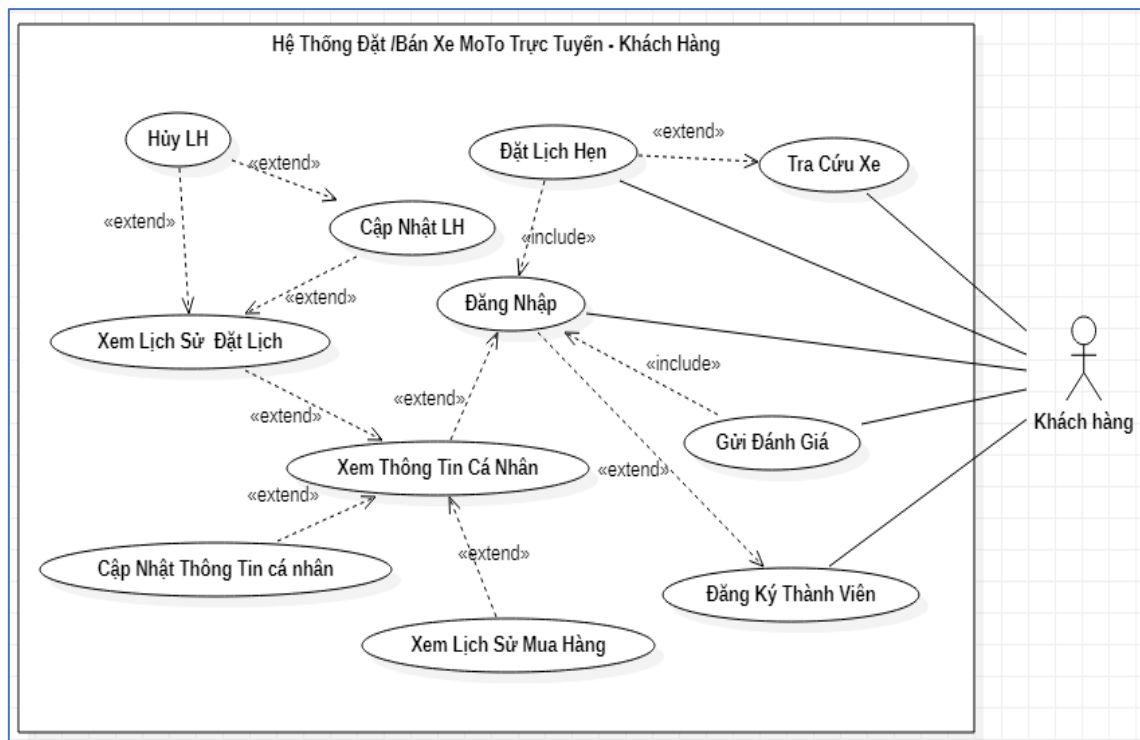 Hệ Thống Đặt /Bán Xe MoTo Trực Tuyến - Khách Hàng
Hủy LH
«extend»
Đặt Lịch Hẹn
«extend»
Tra Cứu Xe
«extend»
Cập Nhật LH
«include»
«extend»
Đăng Nhập
Xem Lịch Sử Đặt Lịch
«include»
«extend»
«extend»
Khách hàng
Gửi Đánh Giá
Xem Thông Tin Cá Nhân
«extend»
«extend»
«extend»
Cập Nhật Thông Tin cá nhân
Đăng Ký Thành Viên
Xem Lịch Sử Mua Hàng